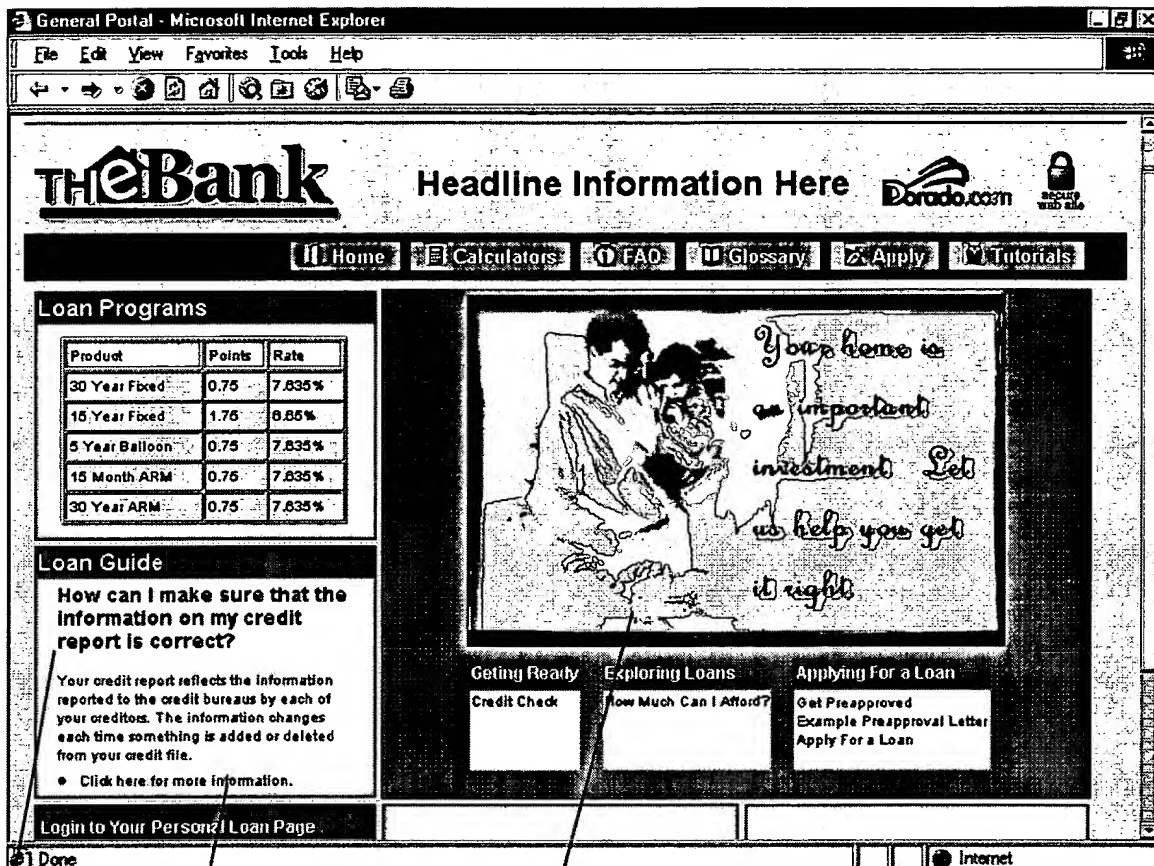 General Portal - Microsoft Internet Explorer
File Edit View Favorites Tools Help
THeBank
Headline Information Here
Dorado.com
secure
web site
Home Calculators FAQ Glossary Apply Tutorials
Loan Programs
Product Points Rate
30 Year Fixed 0.75 7.635%
15 Year Fixed 1.75 6.65%
5 Year Balloon 0.75 7.635%
15 Month ARM 0.75 7.635%
30 Year ARM 0.75 7.635%
Your home is
an important
investment Let
us help you get
it right
Loan Guide
How can I make sure that the
information on my credit
report is correct?
Your credit report reflects the information
reported to the credit bureaus by each of
your creditors. The information changes
each time something is added or deleted
from your credit file.
• Click here for more information.
Geting Ready
Credit Check
Exploring Loans
How Much Can I Afford?
Applying For a Loan
Get Preapproved
Example Preapproval Letter
Apply For a Loan
Login to Your Personal Loan Page
Done
Internet